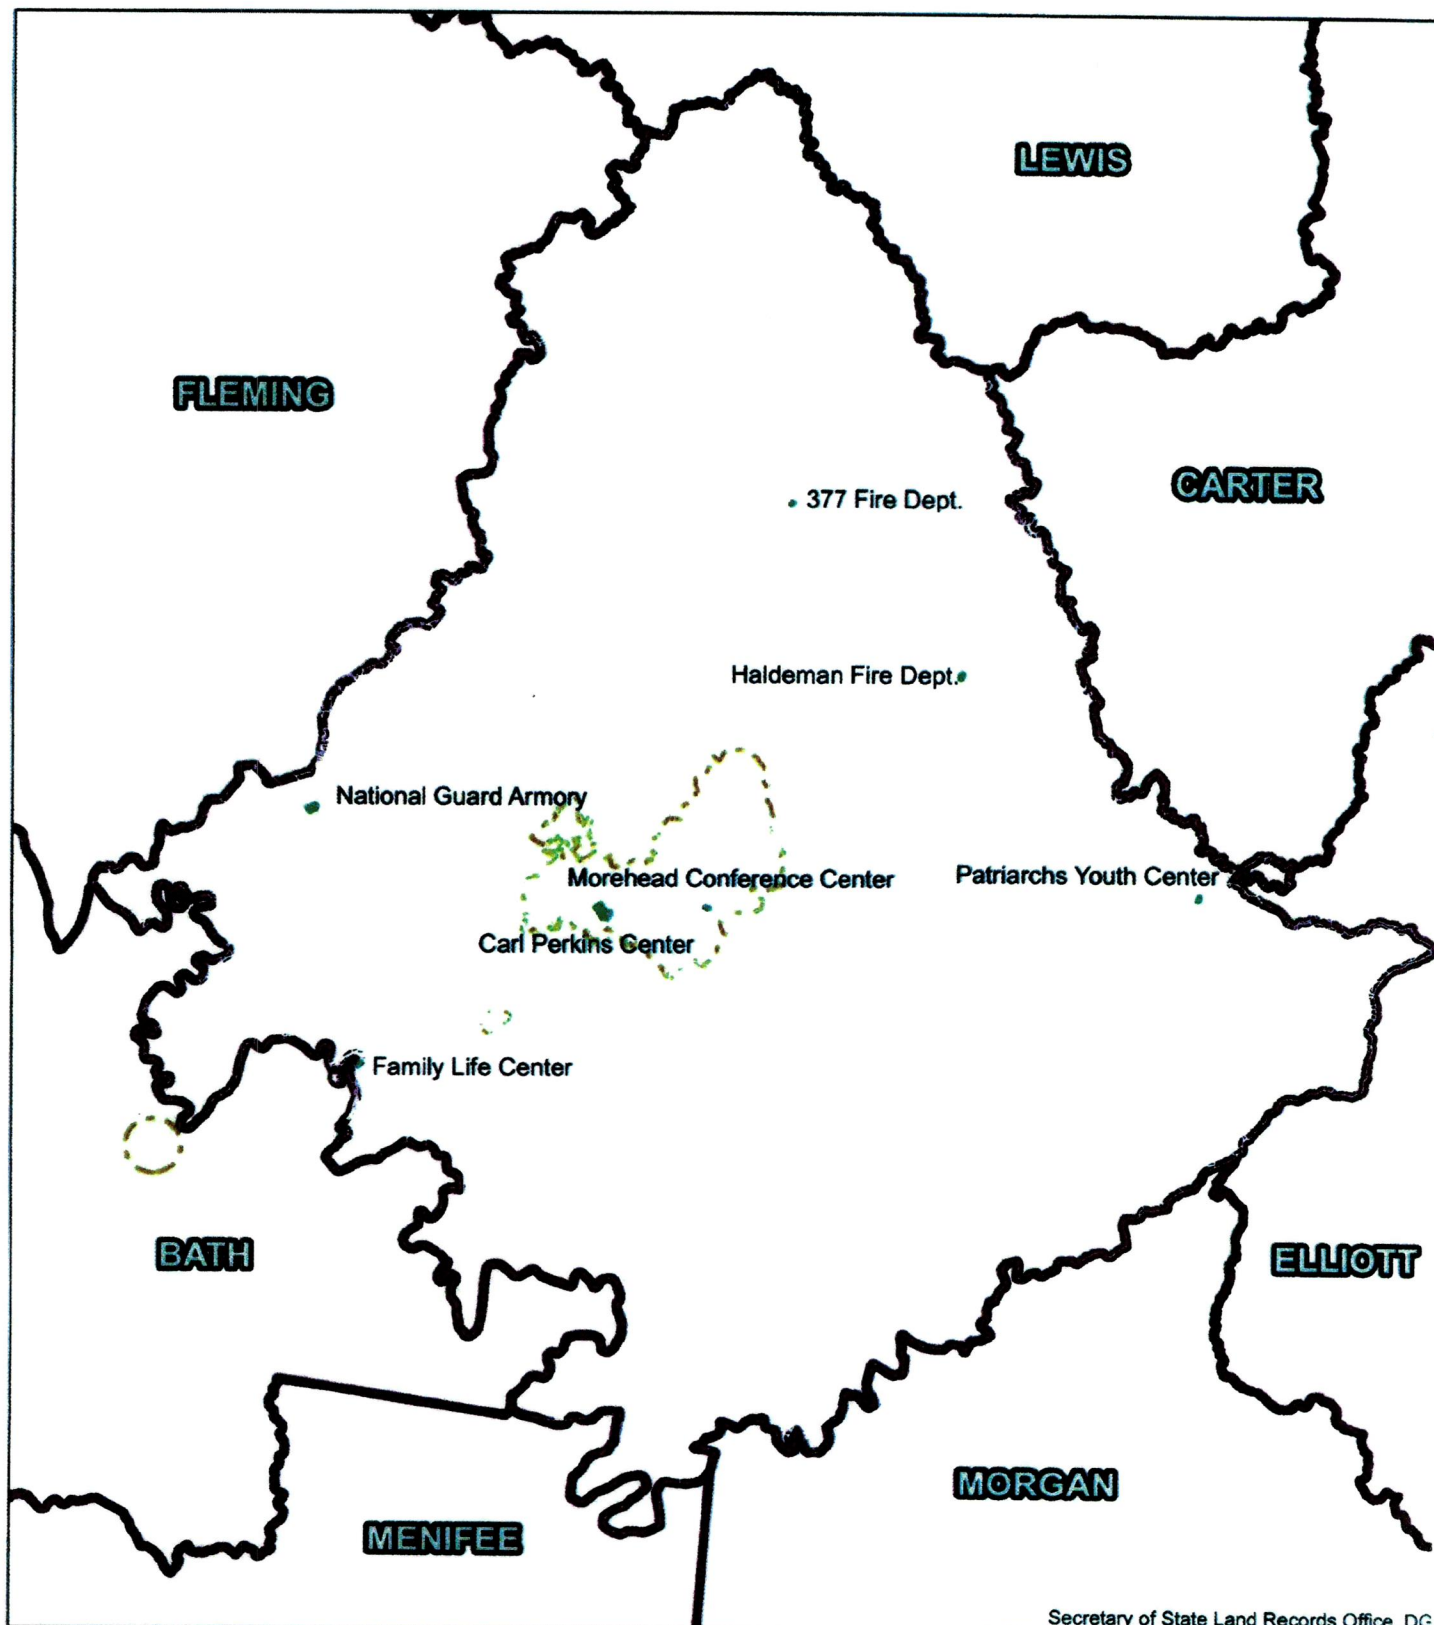 LEWIS
FLEMING
CARTER
377 Fire Dept.
Haldeman Fire Dept.
National Guard Armory
Morehead Conference Center
Patriarchs Youth Center
Carl Perkins Center
Family Life Center
BATH
ELLIOTT
MORGAN
MENIFEE
Secretary of State Land Records Office, DG